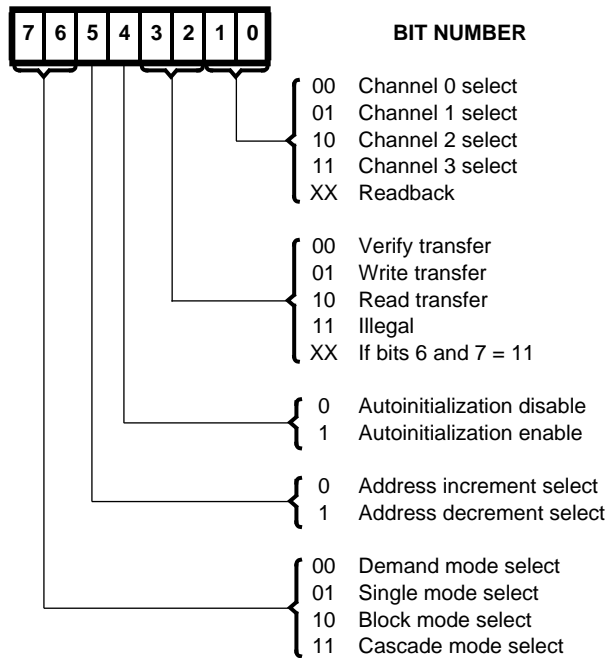 7 6 5 4 3 2 1 0 BIT NUMBER
00 Channel 0 select
01 Channel 1 select
10 Channel 2 select
11 Channel 3 select
XX Readback
00 Verify transfer
01 Write transfer
10 Read transfer
11 Illegal
XX If bits 6 and 7 = 11
0 Autoinitialization disable
1 Autoinitialization enable
0 Address increment select
1 Address decrement select
00 Demand mode select
01 Single mode select
10 Block mode select
11 Cascade mode select